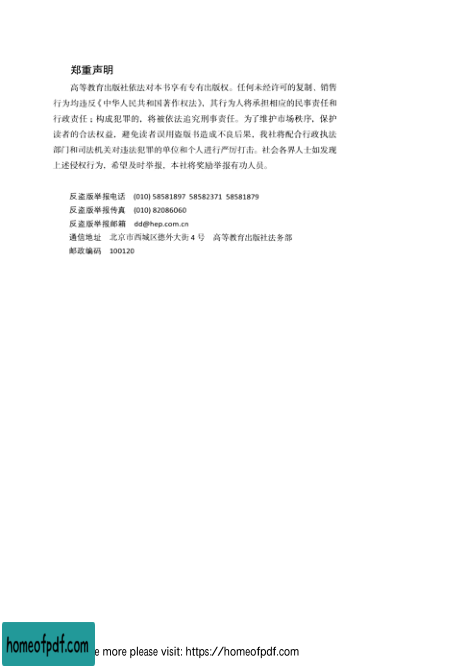 郑重声明
高等教育出版社依法对本书享有专有出版权。任何未经许可的复制、销售
行为均违反《中华人民共和国著作权法》，其行为人将承担相应的民事责任和
行政责任；构成犯罪的，将被依法追究刑事责任。为了维护市场秩序，保护
读者的合法权益，避免读者误用盗版书造成不良后果，我社将配合行政执法
部门和司法机关对违法犯罪的单位和个人进行严厉打击。社会各界人士如发现
上述侵权行为，希望及时举报，本社将奖励举报有功人员。
反盗版举报电话 (010) 58581897 58582371 58581879
反盗版举报传真 (010) 82086060
反盗版举报邮箱 dd@hep.com.cn
通信地址 北京市西城区德外大街 4 号 高等教育出版社法务部
邮政编码 100120
homeofpdf.com
e more please visit: https://homeofpdf.com